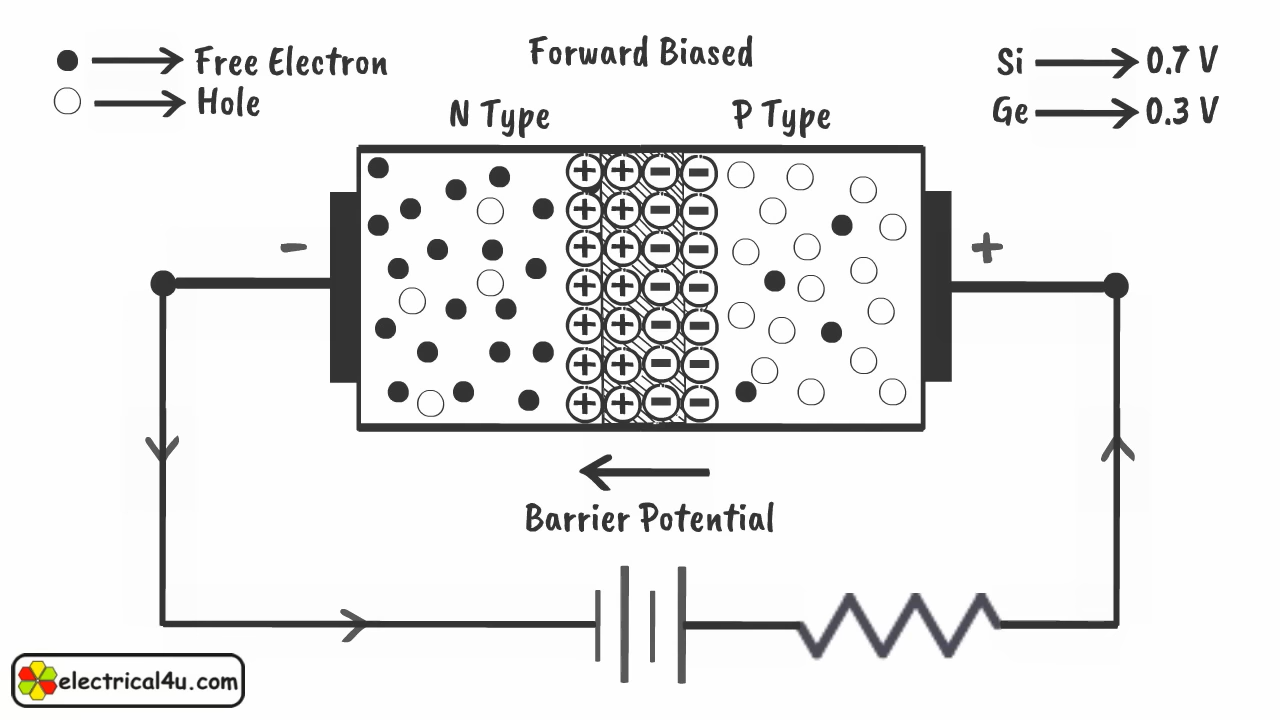 Free Electron
Hole
Forward Biased
Si → 0.7 V
Ge → 0.3 V
N Type
P Type
-
+
Barrier Potential
electrical4u.com